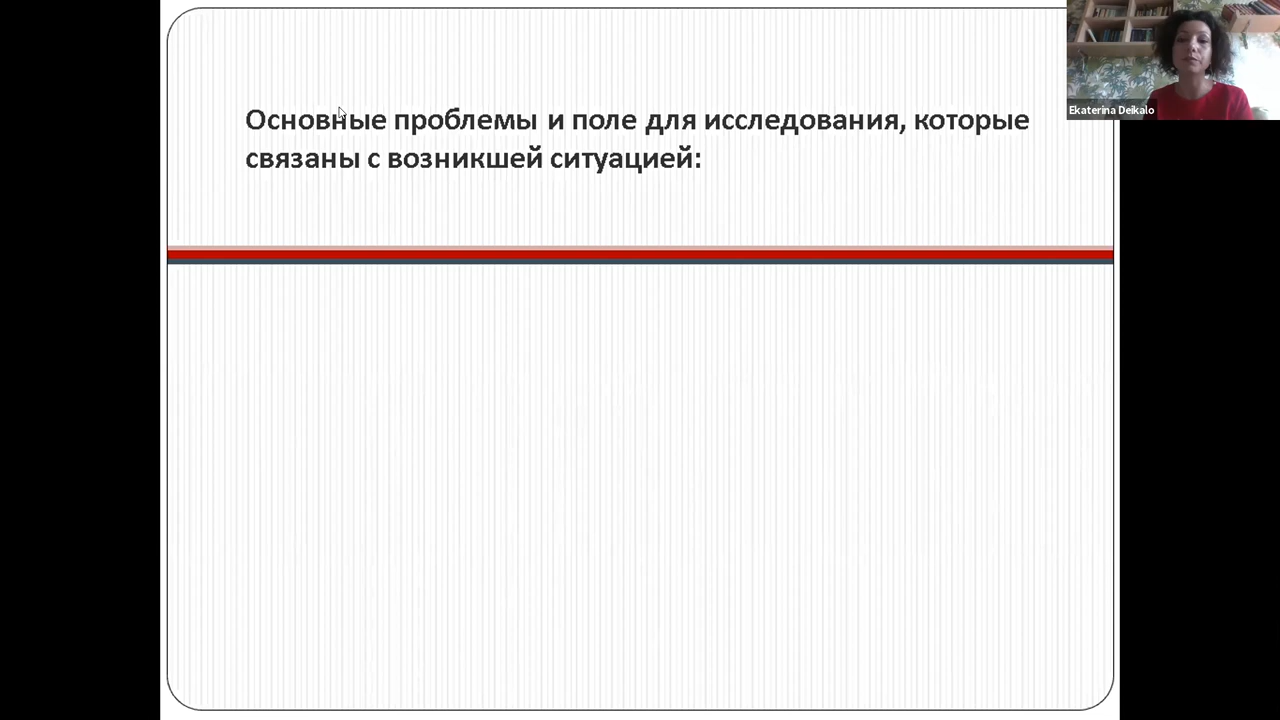 Основные проблемы и поле для исследования, которые
связаны с возникшей ситуацией:
Ekaterina Deikalo